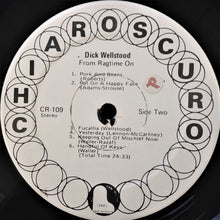 CHIAROSCURO
Dick Wellstood
From Ragtime On
CR-109
Stereo
Side Two
1. Pork And Beans
(Roberts)
2. Put On A Happy Face
(Adams-Strouse)
3. Fucallia (Wellstood)
4. Yesterday (Lennon-McCartney)
5. Keeping Out Of Mischief Now
(Waller-Razaf)
6. Handful Of Keys
(Waller)
(Total Time 24:33)